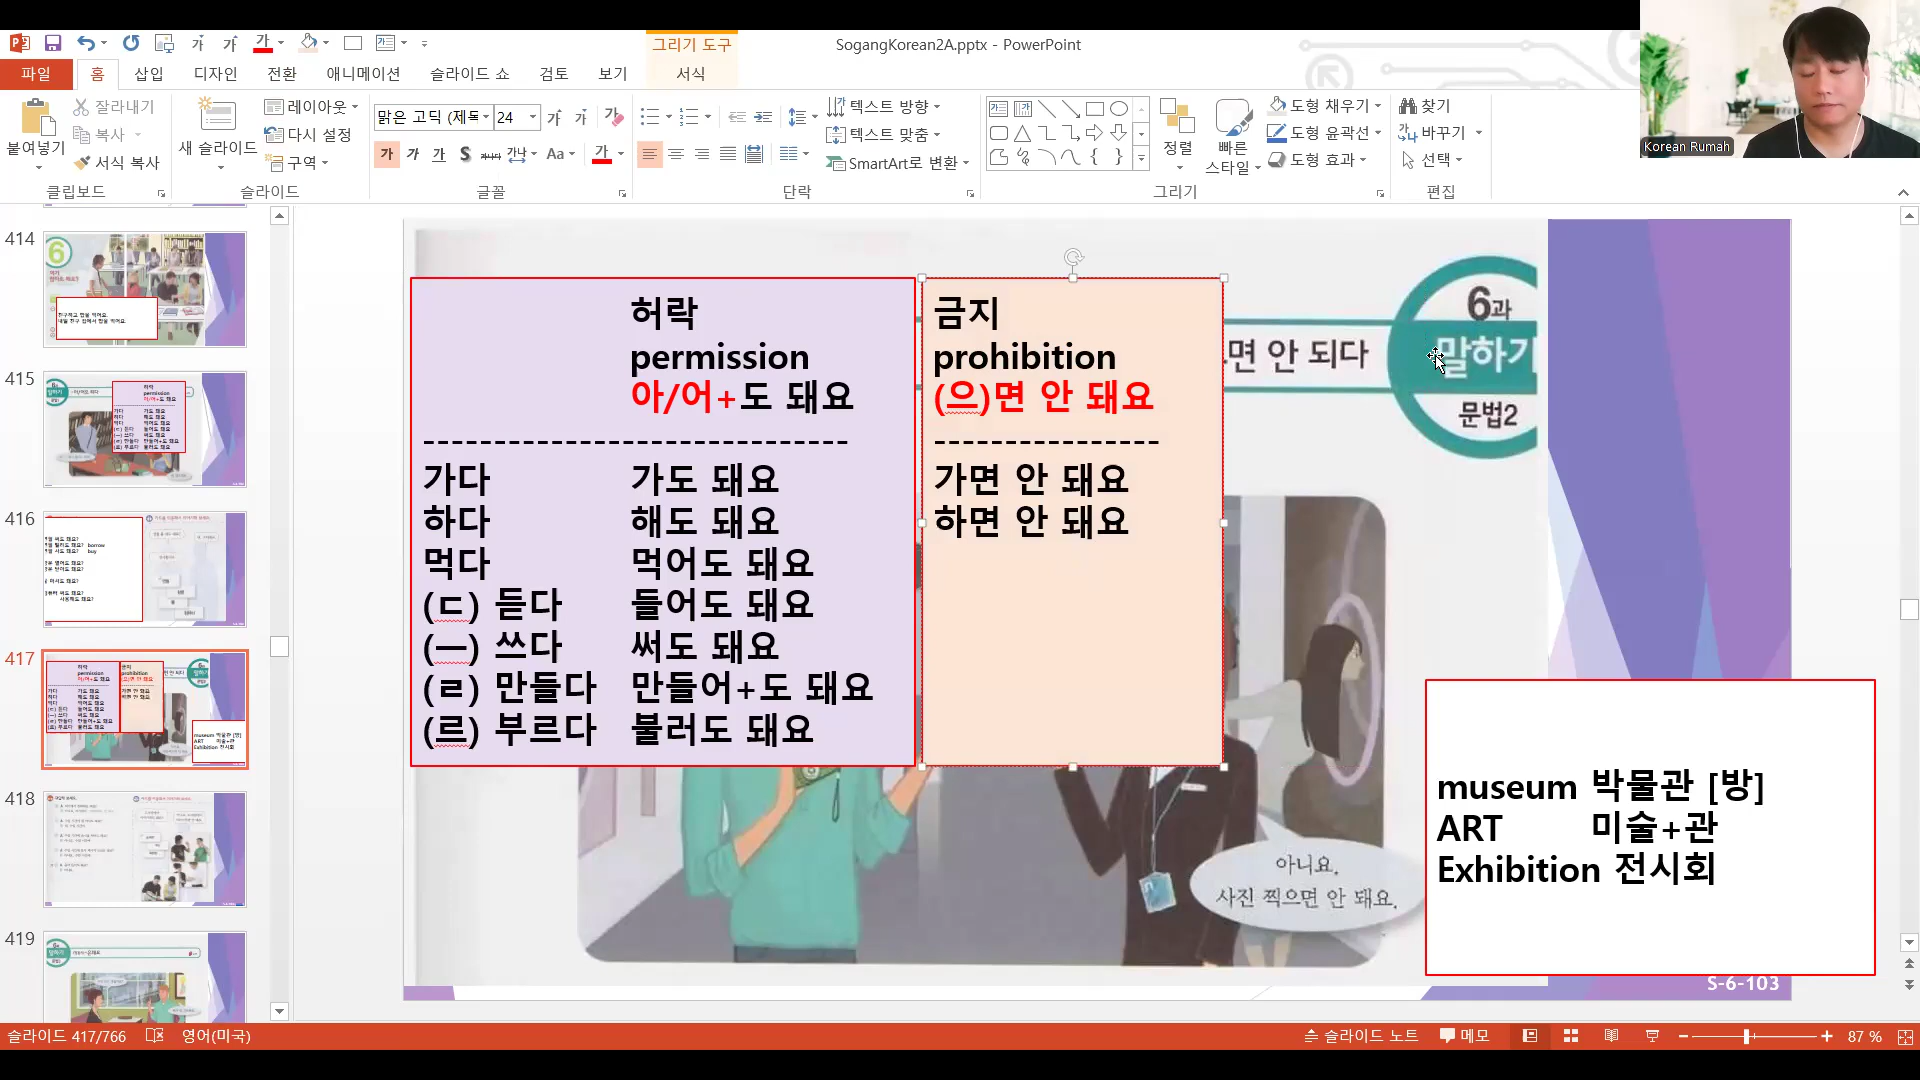 SogangKorean2A.pptx - PowerPoint
그리기 도구
파일 홈 삽입 디자인 전환 애니메이션 슬라이드 쇼 검토 보기 서식
붙여넣기
잘라내기
복사
서식 복사
클립보드
새 슬라이드
레이아웃
다시 설정
구역
슬라이드
맑은 고딕 (제목 24
글꼴
텍스트 방향
텍스트 맞춤
SmartArt로 변환
단락
정렬
빠른 스타일
도형 채우기
도형 윤곽선
도형 효과
그리기
찾기
바꾸기
선택
편집
Korean Rumah
414
415
416
417
418
419
허락
permission
아/어+도 돼요
---------------------------
가다 가도 돼요
하다 해도 돼요
먹다 먹어도 돼요
(ㄷ) 듣다 들어도 돼요
(ㅡ) 쓰다 써도 돼요
(ㄹ) 만들다 만들어+도 돼요
(르) 부르다 불러도 돼요
금지
prohibition
(으)면 안 돼요
----------------
가면 안 돼요
하면 안 돼요
면 안 되다
6과
말하기
문법2
아니요.
사진 찍으면 안 돼요.
museum 박물관 [방]
ART 미술+관
Exhibition 전시회
S-6-103
슬라이드 417/766 영어(미국) 슬라이드 노트 메모 87 %